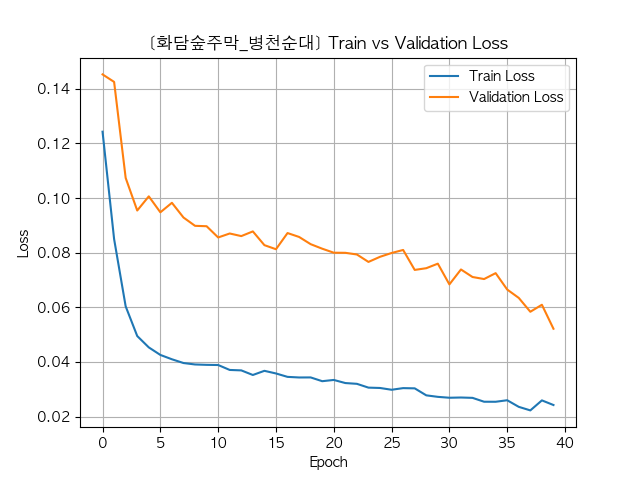 [화담숲주막_병천순대] Train vs Validation Loss
Train Loss
Validation Loss
Loss
0.14
0.12
0.10
0.08
0.06
0.04
0.02
0 5 10 15 20 25 30 35 40
Epoch